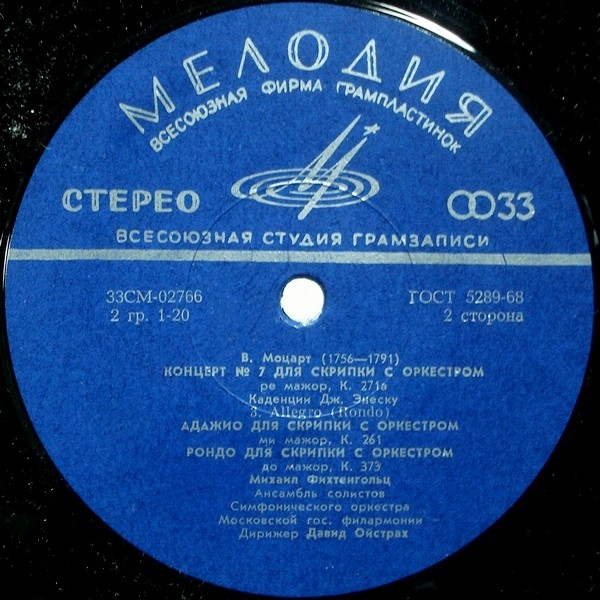 МЕЛОДИЯ
ВСЕСОЮЗНАЯ ФИРМА ГРАМПЛАСТИНОК
СТЕРЕО
33
ВСЕСОЮЗНАЯ СТУДИЯ ГРАМЗАПИСИ
33СМ-02766
2 гр. 1-20
ГОСТ 5289-68
2 сторона
В. Моцарт (1756—1791)
КОНЦЕРТ № 7 ДЛЯ СКРИПКИ С ОРКЕСТРОМ
ре мажор, К. 271а
Каденции Дж. Энеску
3. Allegro (Rondo)
АДАЖИО ДЛЯ СКРИПКИ С ОРКЕСТРОМ
ми мажор, К. 261
РОНДО ДЛЯ СКРИПКИ С ОРКЕСТРОМ
до мажор, К. 373
Михаил Фихтенгольц
Ансамбль солистов
Симфонического оркестра
Московской гос. филармонии
Дирижер Давид Ойстрах